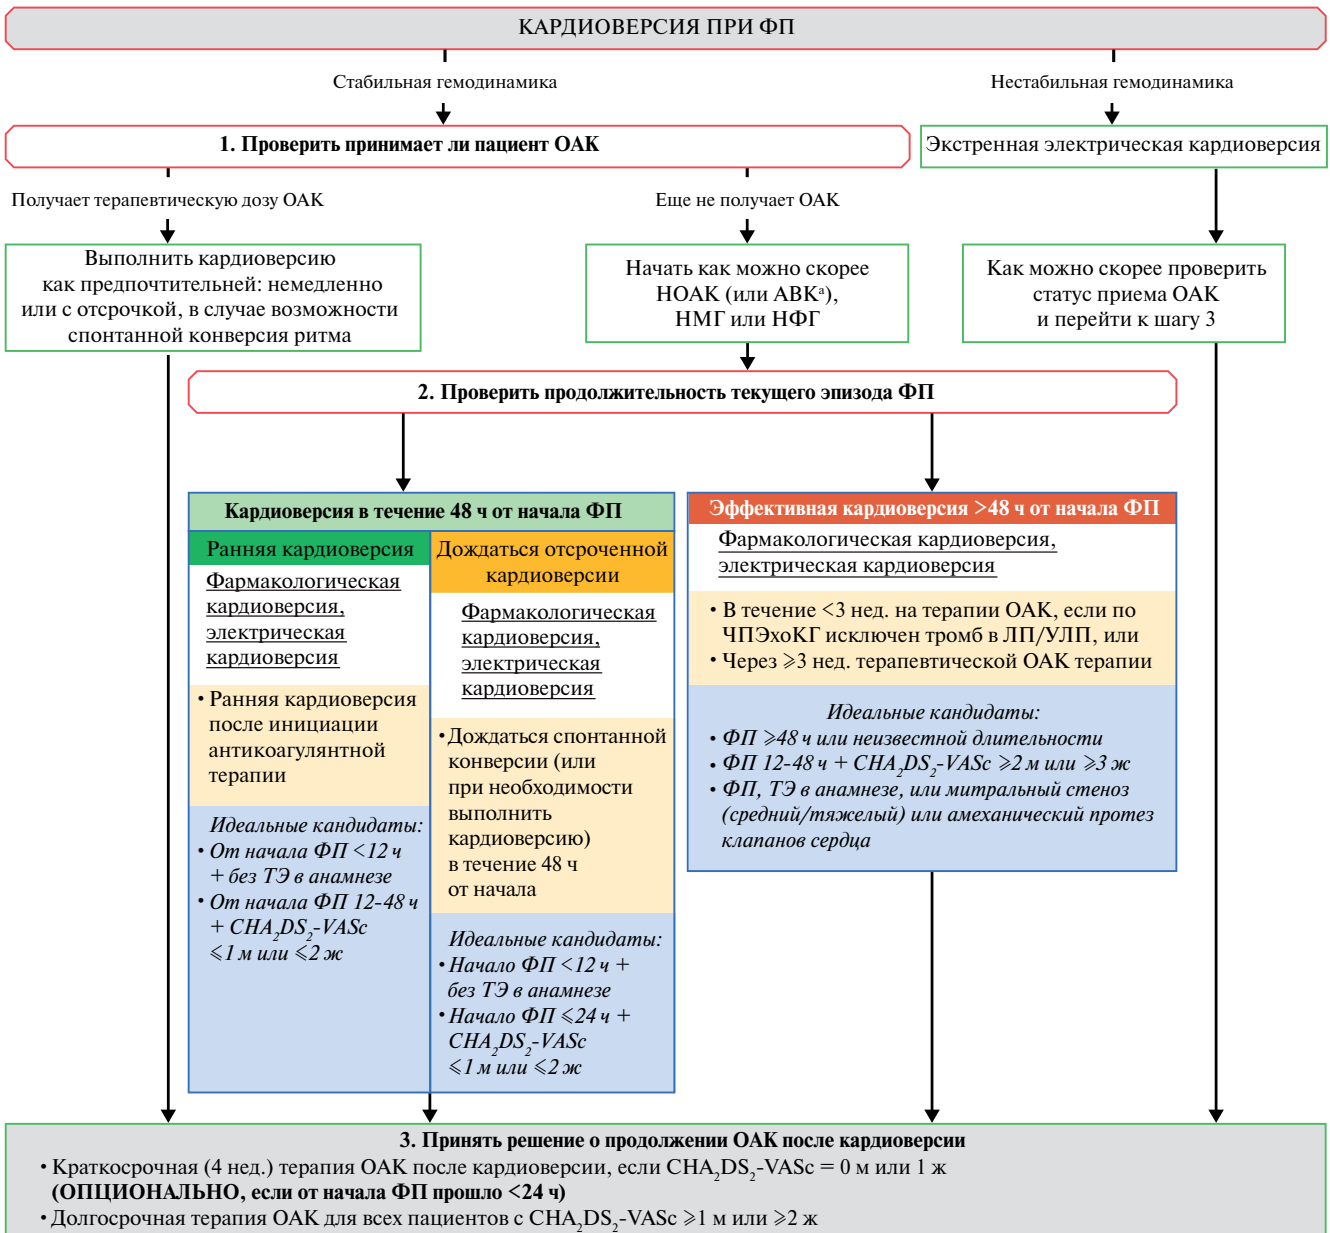 КАРДИОВЕРСИЯ ПРИ ФП
Стабильная гемодинамика
Нестабильная гемодинамика
1. Проверить принимает ли пациент ОАК
Экстренная электрическая кардиоверсия
Получает терапевтическую дозу ОАК
Еще не получает ОАК
Выполнить кардиоверсию
как предпочтительней: немедленно
или с отсрочкой, в случае возможности
спонтанной конверсия ритма
Начать как можно скорее
НОАК (или АВКᵃ),
НМГ или НФГ
Как можно скорее проверить
статус приема ОАК
и перейти к шагу 3
2. Проверить продолжительность текущего эпизода ФП
Кардиоверсия в течение 48 ч от начала ФП
Ранняя кардиоверсия
Фармакологическая
кардиоверсия,
электрическая
кардиоверсия
• Ранняя кардиоверсия
после инициации
антикоагулянтной
терапии
Идеальные кандидаты:
• От начала ФП <12 ч
+ без ТЭ в анамнезе
• От начала ФП 12-48 ч
+ CHA₂DS₂-VASc
⩽1 м или ⩽2 ж
Дождаться отсроченной
кардиоверсии
Фармакологическая
кардиоверсия,
электрическая
кардиоверсия
• Дождаться спонтанной
конверсии (или
при необходимости
выполнить
кардиоверсию)
в течение 48 ч
от начала
Идеальные кандидаты:
• Начало ФП <12 ч +
без ТЭ в анамнезе
• Начало ФП ⩽24 ч +
CHA₂DS₂-VASc
⩽1 м или ⩽2 ж
Эффективная кардиоверсия >48 ч от начала ФП
Фармакологическая кардиоверсия,
электрическая кардиоверсия
• В течение <3 нед. на терапии ОАК, если по
ЧПЭхоКГ исключен тромб в ЛП/УЛП, или
• Через ⩾3 нед. терапевтической ОАК терапии
Идеальные кандидаты:
• ФП ⩾48 ч или неизвестной длительности
• ФП 12-48 ч + CHA₂DS₂-VASc ⩾2 м или ⩾3 ж
• ФП, ТЭ в анамнезе, или митральный стеноз
(средний/тяжелый) или амеханический протез
клапанов сердца
3. Принять решение о продолжении ОАК после кардиоверсии
• Краткосрочная (4 нед.) терапия ОАК после кардиоверсии, если CHA₂DS₂-VASc = 0 м или 1 ж
(ОПЦИОНАЛЬНО, если от начала ФП прошло <24 ч)
• Долгосрочная терапия ОАК для всех пациентов с CHA₂DS₂-VASc ⩾1 м или ⩾2 ж